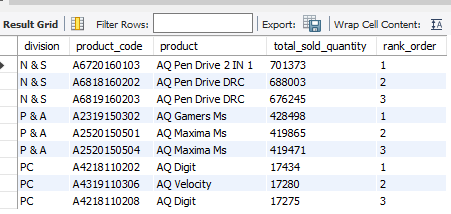 Result Grid Filter Rows: Export: Wrap Cell Content:
division product_code product total_sold_quantity rank_order
N & S A6720160103 AQ Pen Drive 2 IN 1 701373 1
N & S A6818160202 AQ Pen Drive DRC 688003 2
N & S A6819160203 AQ Pen Drive DRC 676245 3
P & A A2319150302 AQ Gamers Ms 428498 1
P & A A2520150501 AQ Maxima Ms 419865 2
P & A A2520150504 AQ Maxima Ms 419471 3
PC A4218110202 AQ Digit 17434 1
PC A4319110306 AQ Velocity 17280 2
PC A4218110208 AQ Digit 17275 3